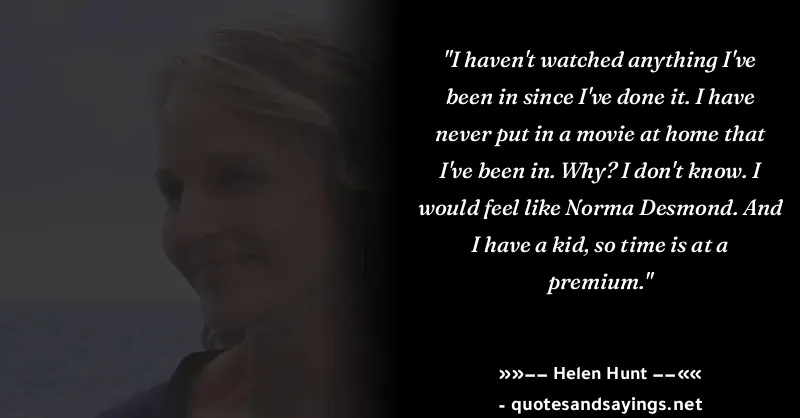 "I haven't watched anything I've
been in since I've done it. I have
never put in a movie at home that
I've been in. Why? I don't know. I
would feel like Norma Desmond. And
I have a kid, so time is at a
premium."
»»−− Helen Hunt −−««
- quotesandsayings.net